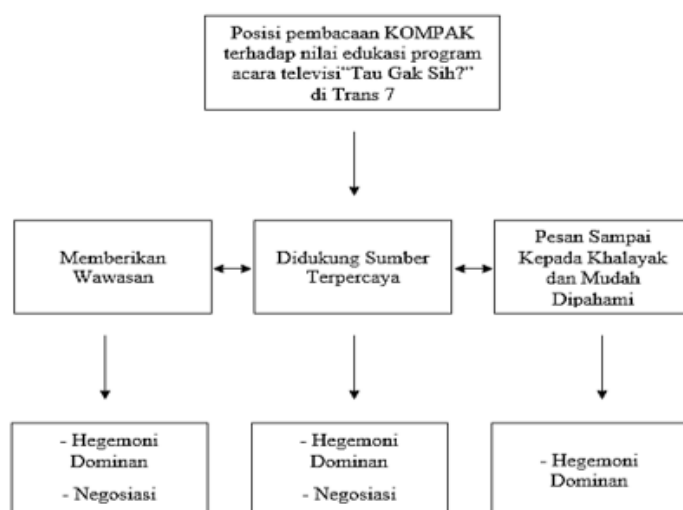 Posisi pembacaan KOMPAK
terhadap nilai edukasi program
acara televisi“Tau Gak Sih?”
di Trans 7
Memberikan
Wawasan
Didukung Sumber
Terpercaya
Pesan Sampai
Kepada Khalayak
dan Mudah
Dipahami
- Hegemoni
Dominan
- Negosiasi
- Hegemoni
Dominan
- Negosiasi
- Hegemoni
Dominan